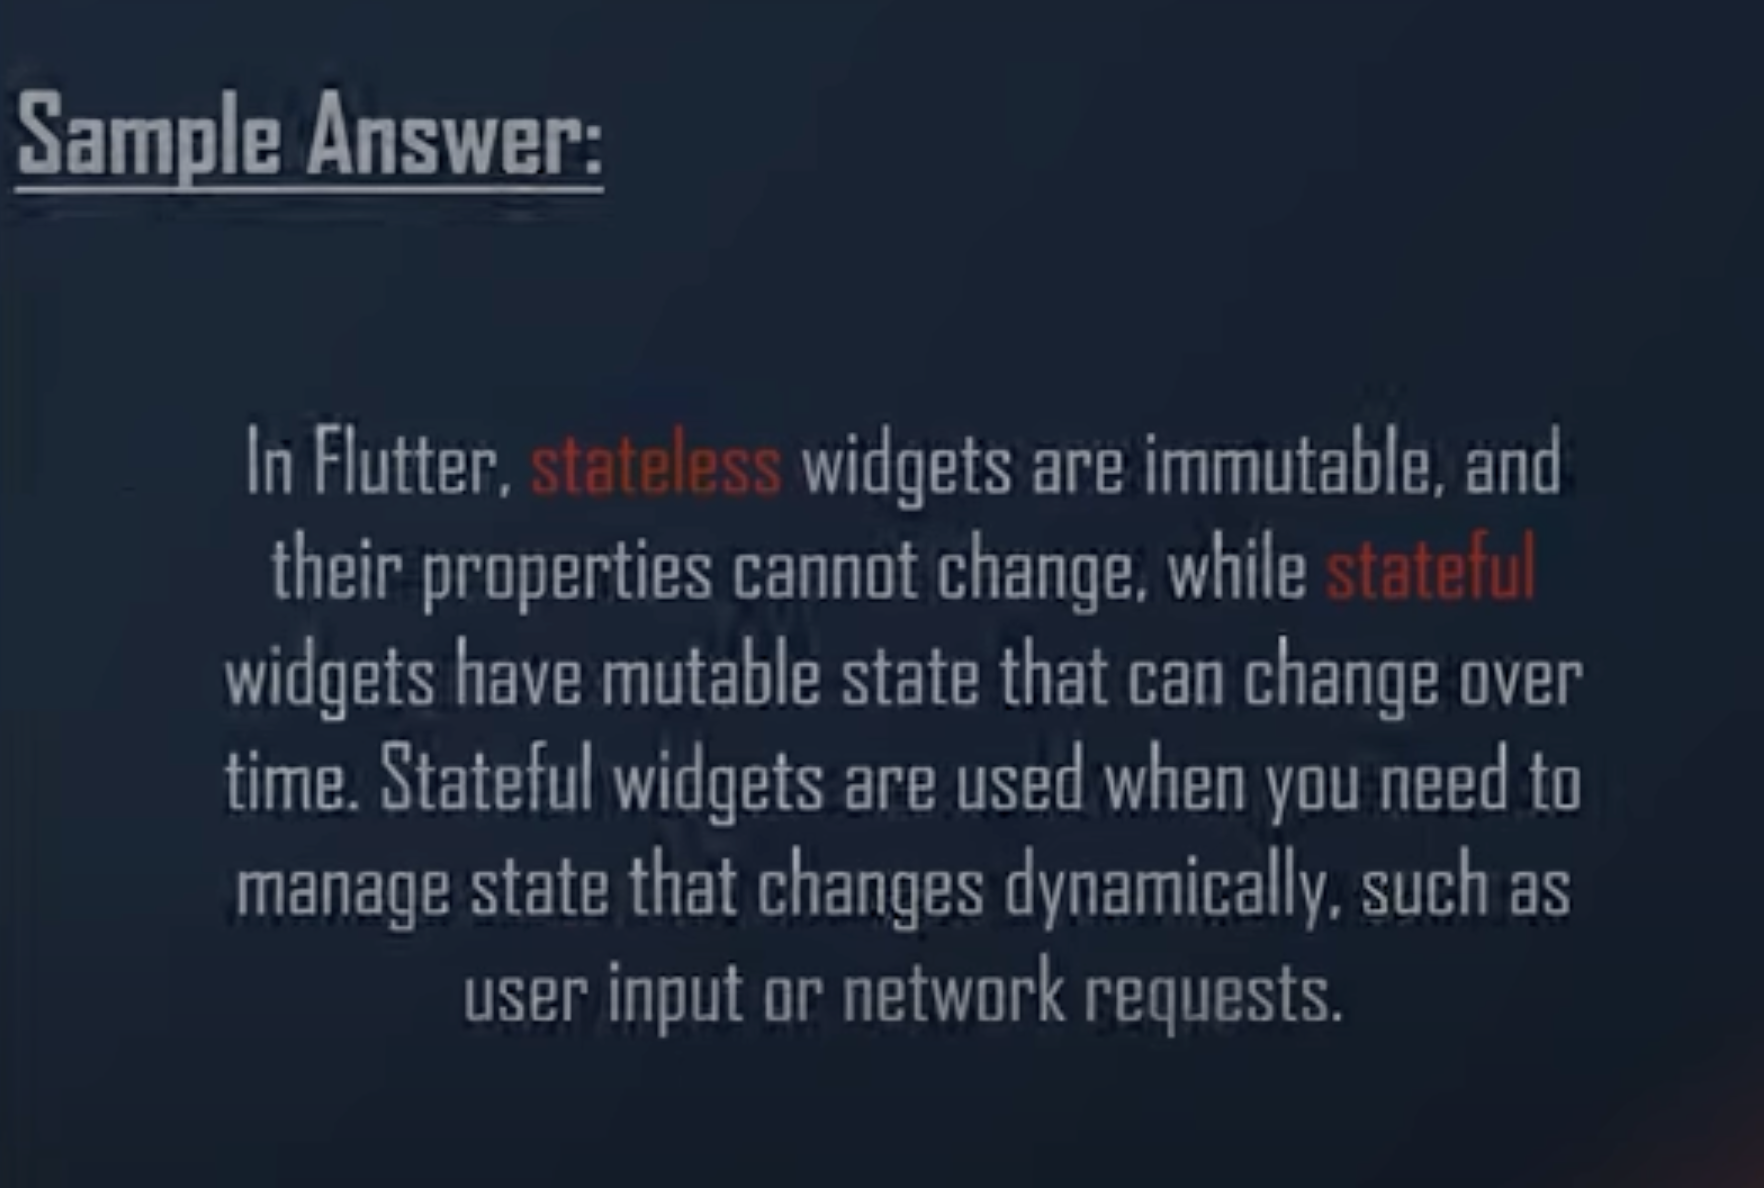 Sample Answer:
In Flutter, stateless widgets are immutable, and
their properties cannot change, while stateful
widgets have mutable state that can change over
time. Stateful widgets are used when you need to
manage state that changes dynamically, such as
user input or network requests.